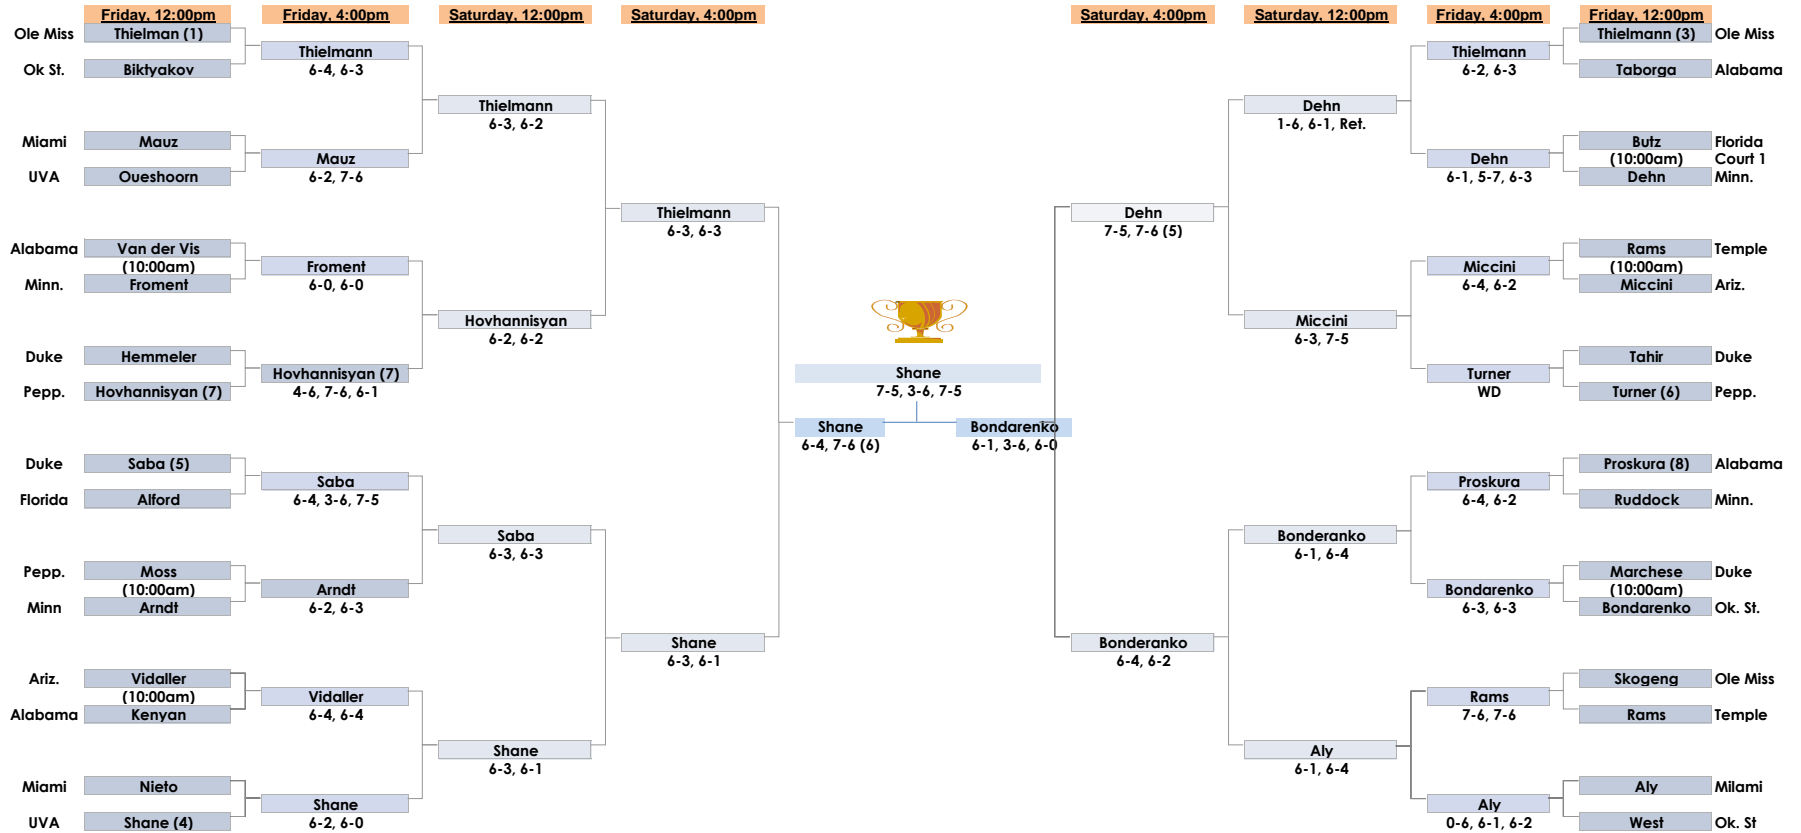 Friday, 12:00pm
Friday, 4:00pm
Saturday, 12:00pm
Saturday, 4:00pm
Saturday, 4:00pm
Saturday, 12:00pm
Friday, 4:00pm
Friday, 12:00pm
Ole Miss
Thielman (1)
Ok St.
Biktyakov
Miami
Mauz
UVA
Oueshoorn
Alabama
Van der Vis
(10:00am)
Minn.
Froment
Duke
Hemmeler
Pepp.
Hovhannisyan (7)
Duke
Saba (5)
Florida
Alford
Pepp.
Moss
(10:00am)
Minn
Arndt
Ariz.
Vidaller
(10:00am)
Alabama
Kenyan
Miami
Nieto
UVA
Shane (4)
Thielmann
6-4, 6-3
Mauz
6-2, 7-6
Froment
6-0, 6-0
Hovhannisyan (7)
4-6, 7-6, 6-1
Saba
6-4, 3-6, 7-5
Arndt
6-2, 6-3
Vidaller
6-4, 6-4
Shane
6-2, 6-0
Thielmann
6-3, 6-2
Hovhannisyan
6-2, 6-2
Saba
6-3, 6-3
Shane
6-3, 6-1
Thielmann
6-3, 6-3
Shane
6-3, 6-1
Shane
7-5, 3-6, 7-5
Shane
6-4, 7-6 (6)
Bondarenko
6-1, 3-6, 6-0
Dehn
7-5, 7-6 (5)
Bonderanko
6-4, 6-2
Dehn
1-6, 6-1, Ret.
Miccini
6-3, 7-5
Bonderanko
6-1, 6-4
Aly
6-1, 6-4
Thielmann
6-2, 6-3
Dehn
6-1, 5-7, 6-3
Miccini
6-4, 6-2
Turner
WD
Proskura
6-4, 6-2
Bondarenko
6-3, 6-3
Rams
7-6, 7-6
Aly
0-6, 6-1, 6-2
Thielmann (3)
Ole Miss
Taborga
Alabama
Butz
Florida
(10:00am)
Court 1
Dehn
Minn.
Rams
Temple
(10:00am)
Miccini
Ariz.
Tahir
Duke
Turner (6)
Pepp.
Proskura (8)
Alabama
Ruddock
Minn.
Marchese
Duke
(10:00am)
Bondarenko
Ok. St.
Skogeng
Ole Miss
Rams
Temple
Aly
Milami
West
Ok. St